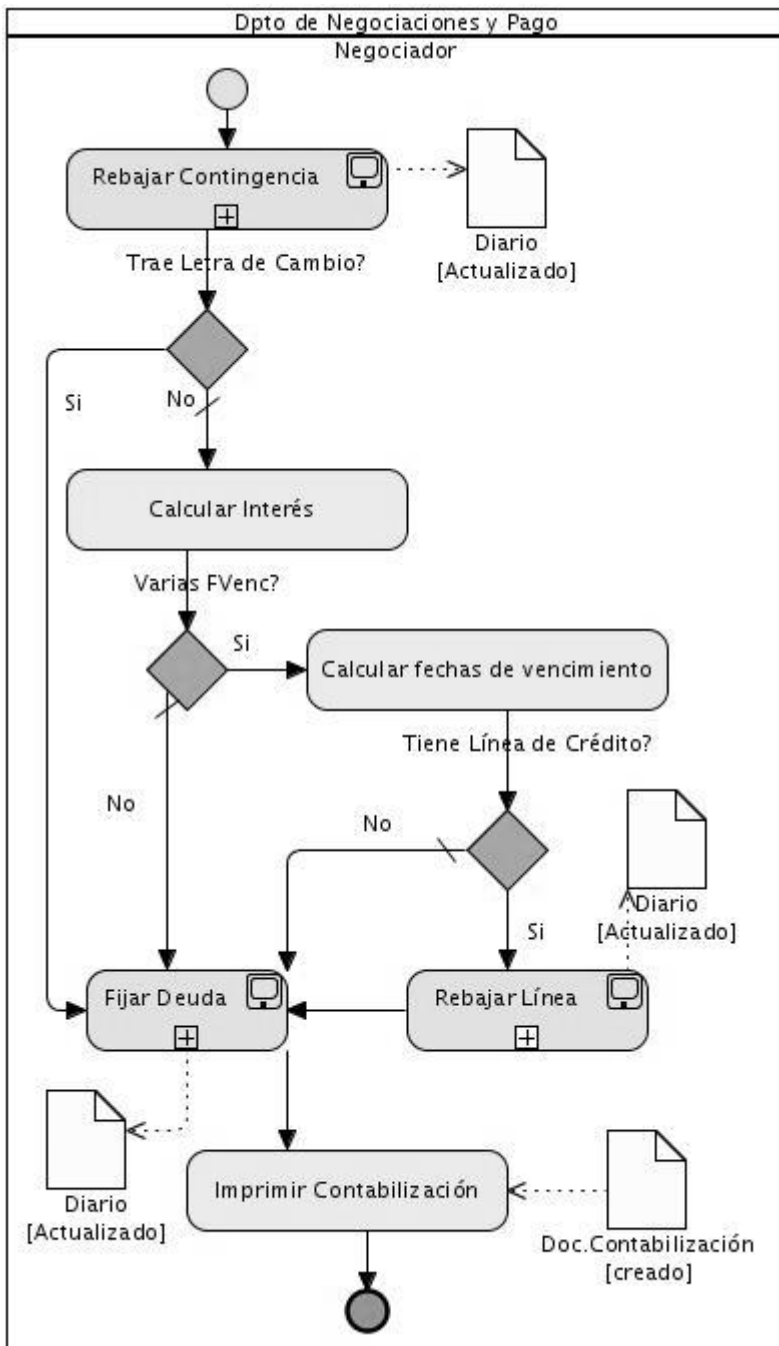 Dpto de Negociaciones y Pago
Negociador
Rebajar Contingencia
Diario
[Actualizado]
Trae Letra de Cambio?
Si
No
Calcular Interés
Varias FVenc?
Si
Calcular fechas de vencimiento
Tiene Línea de Crédito?
No
No
Diario
[Actualizado]
Si
Fijar Deuda
Rebajar Línea
Diario
[Actualizado]
Imprimir Contabilización
Doc.Contabilización
[creado]